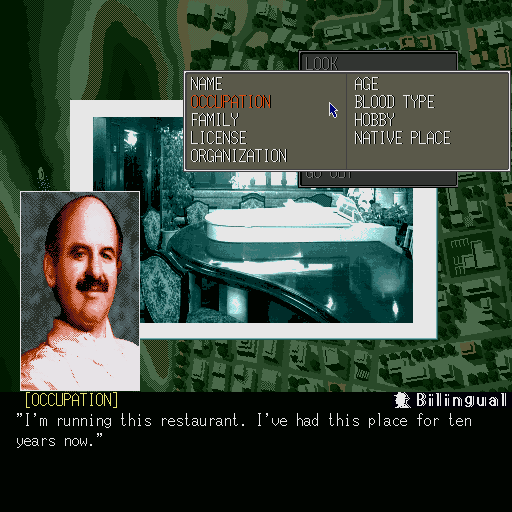 LOOK
NAME
AGE
OCCUPATION
BLOOD TYPE
FAMILY
HOBBY
LICENSE
NATIVE PLACE
ORGANIZATION
GO OUT
[OCCUPATION]
Bilingual
"I'm running this restaurant. I've had this place for ten
years now."